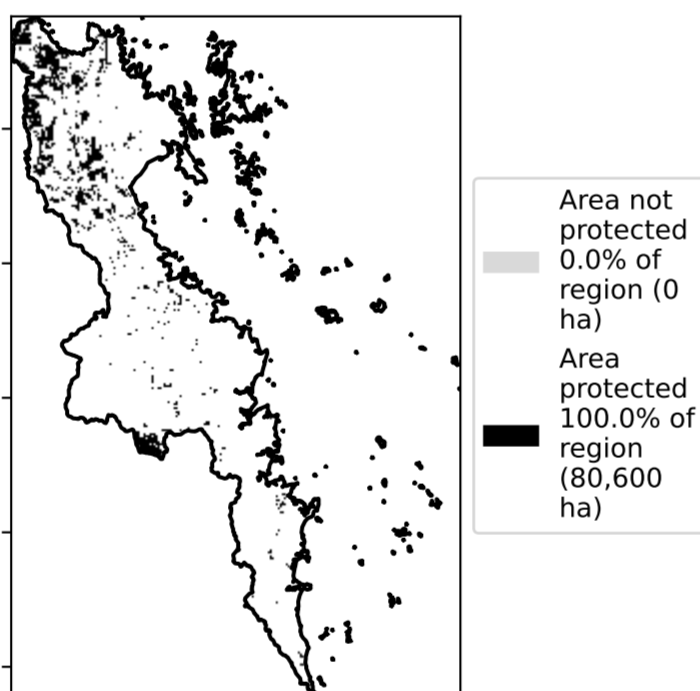 Area not
protected
0.0% of
region (0
ha)
Area
protected
100.0% of
region
(80,600
ha)